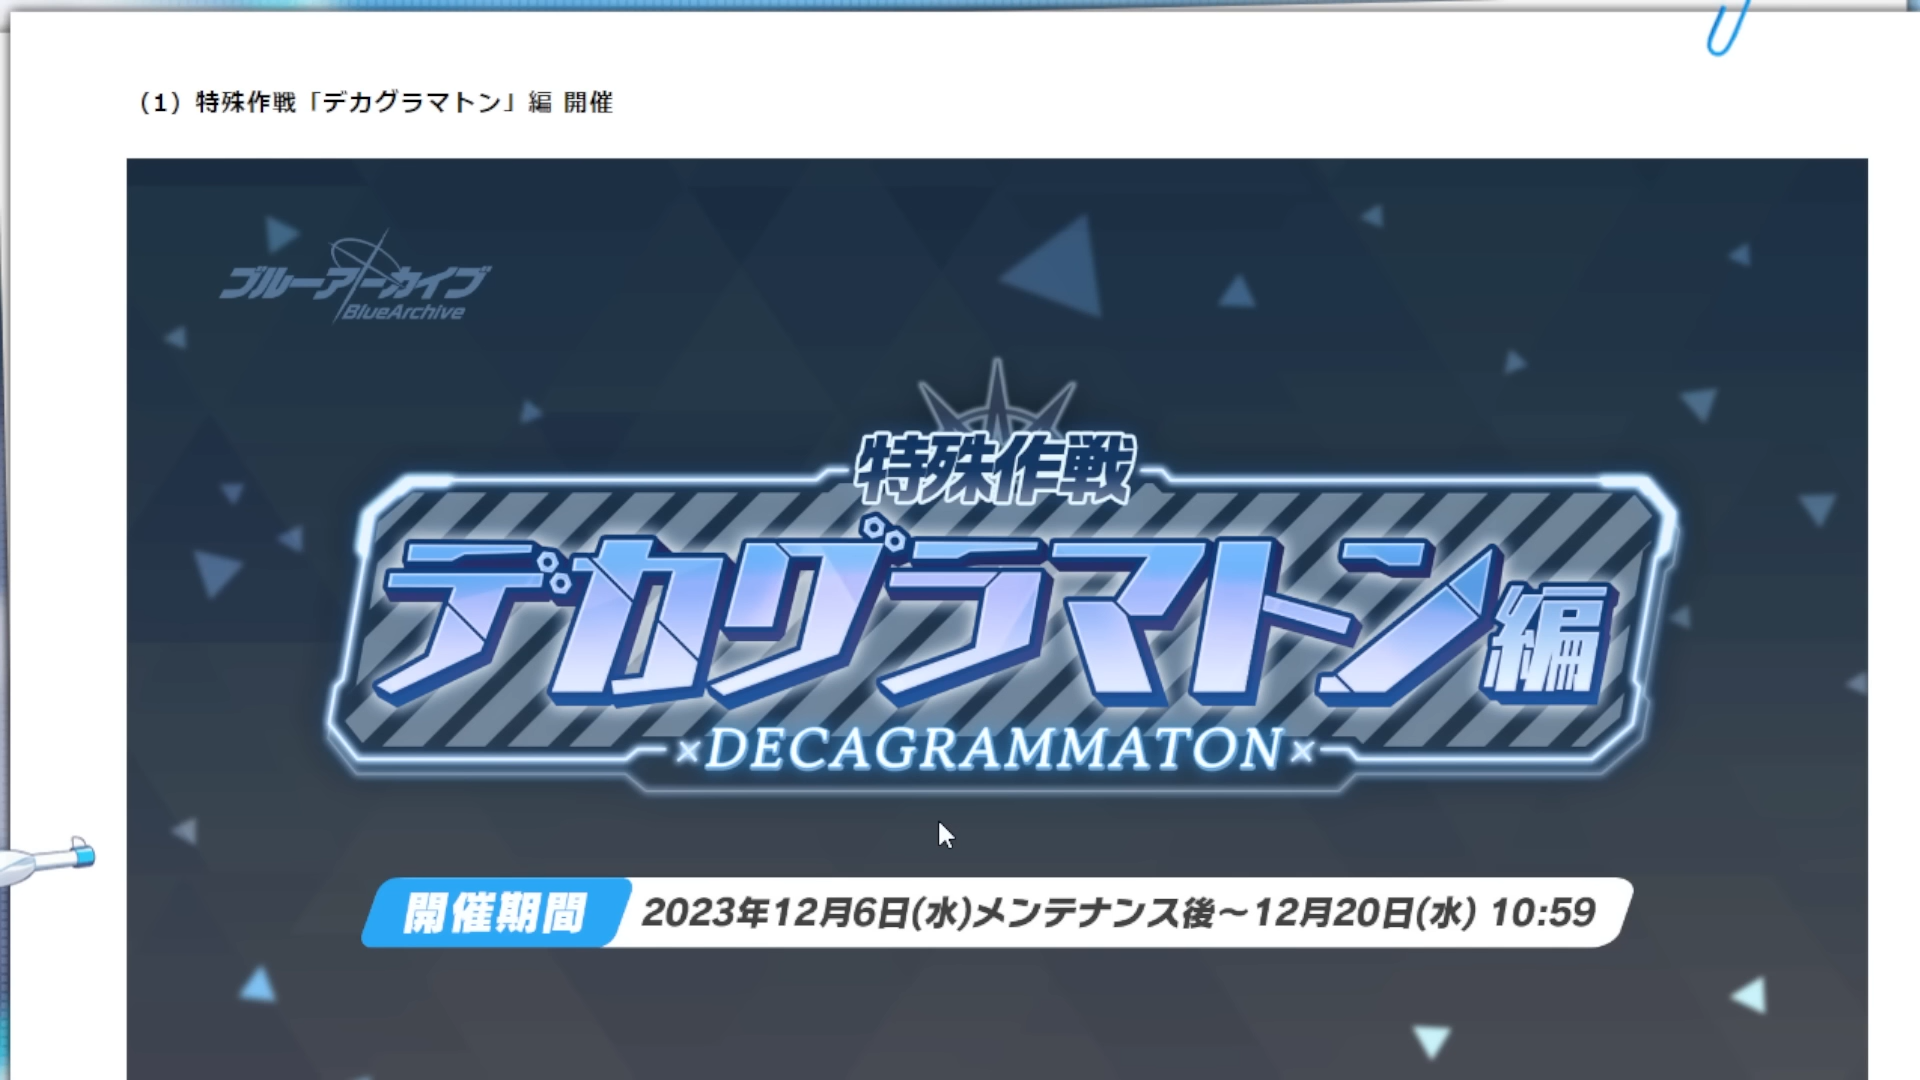 （1）特殊作戦「デカグラマトン」編 開催
ブルーアーカイブ
BlueArchive
特殊作戦
デカグラマトン編
×DECAGRAMMATON×
開催期間 2023年12月6日(水)メンテナンス後～12月20日(水) 10:59